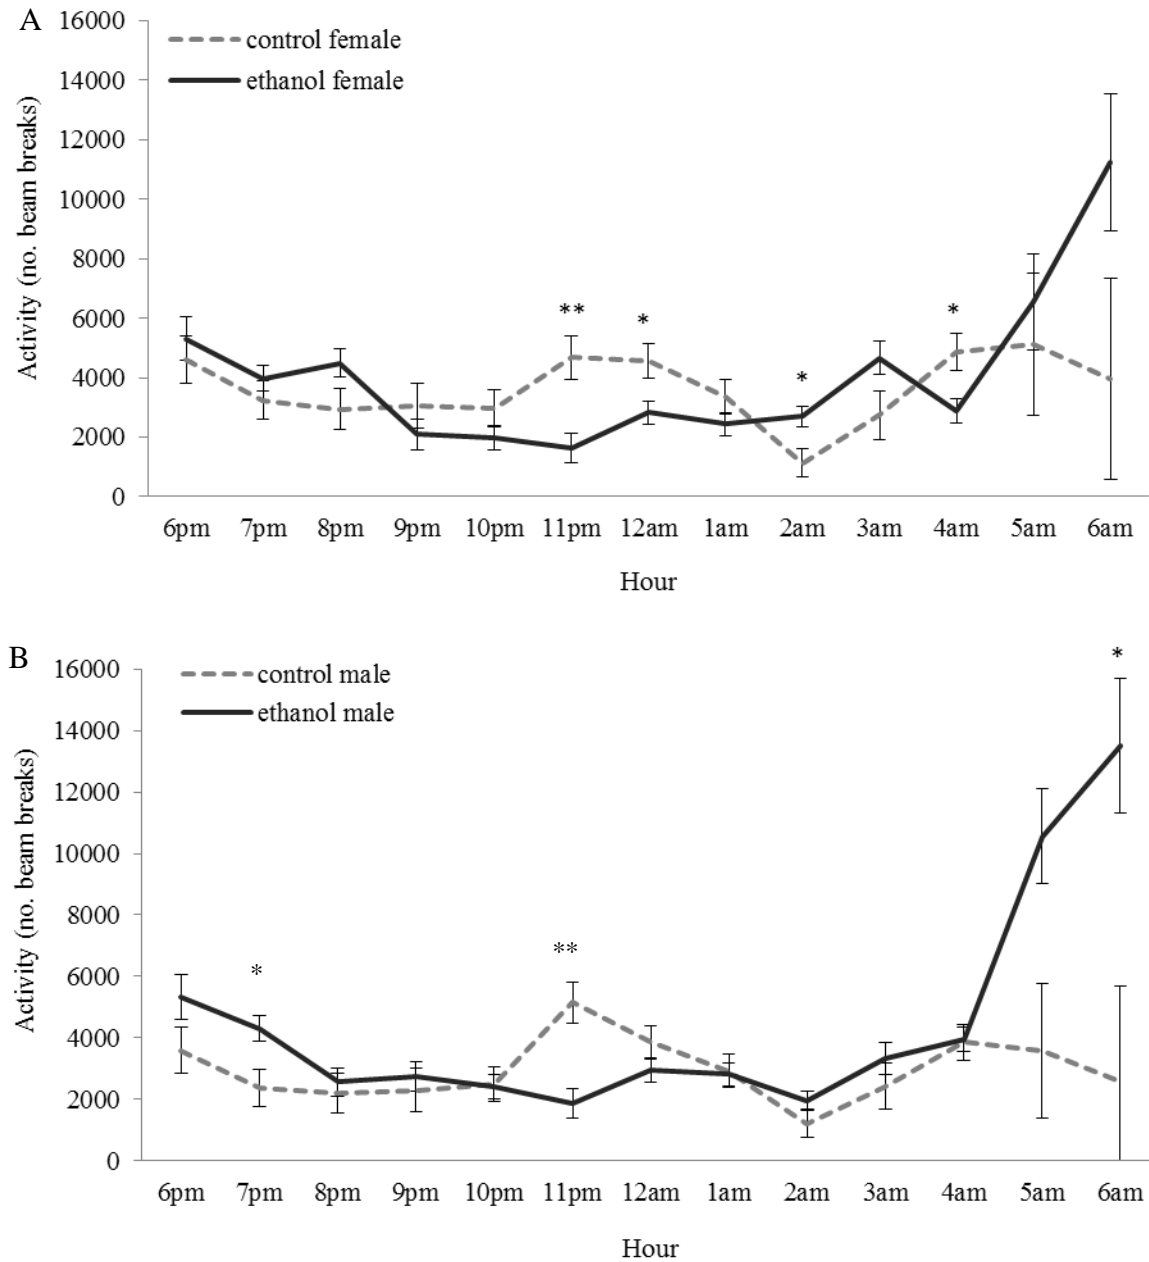 A
16000
14000
12000
10000
8000
6000
4000
2000
0
Activity (no. beam breaks)
control female
ethanol female
** * * *
6pm 7pm 8pm 9pm 10pm 11pm 12am 1am 2am 3am 4am 5am 6am
Hour
B
16000
14000
12000
10000
8000
6000
4000
2000
0
Activity (no. beam breaks)
control male
ethanol male
* ** *
6pm 7pm 8pm 9pm 10pm 11pm 12am 1am 2am 3am 4am 5am 6am
Hour